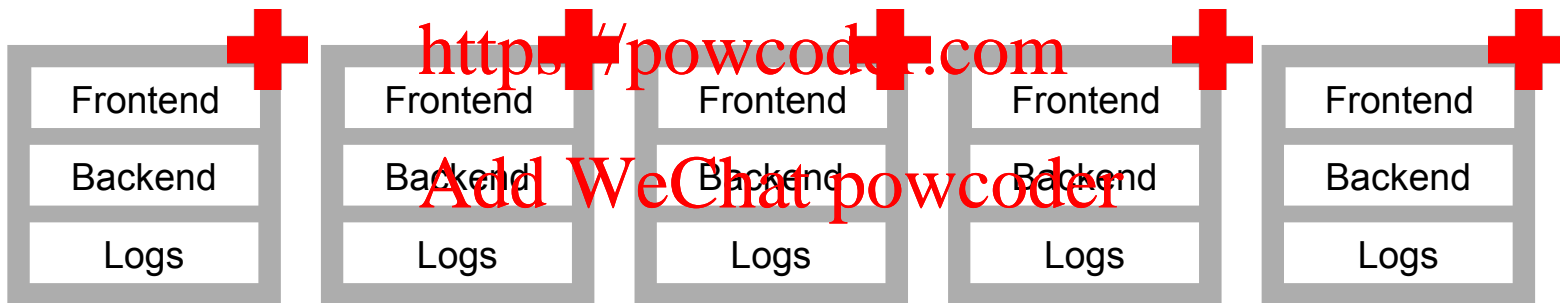 https://powcoder.com
Frontend Frontend Frontend Frontend Frontend
Backend Backend Backend Backend Backend
Add WeChat powcoder
Logs Logs Logs Logs Logs